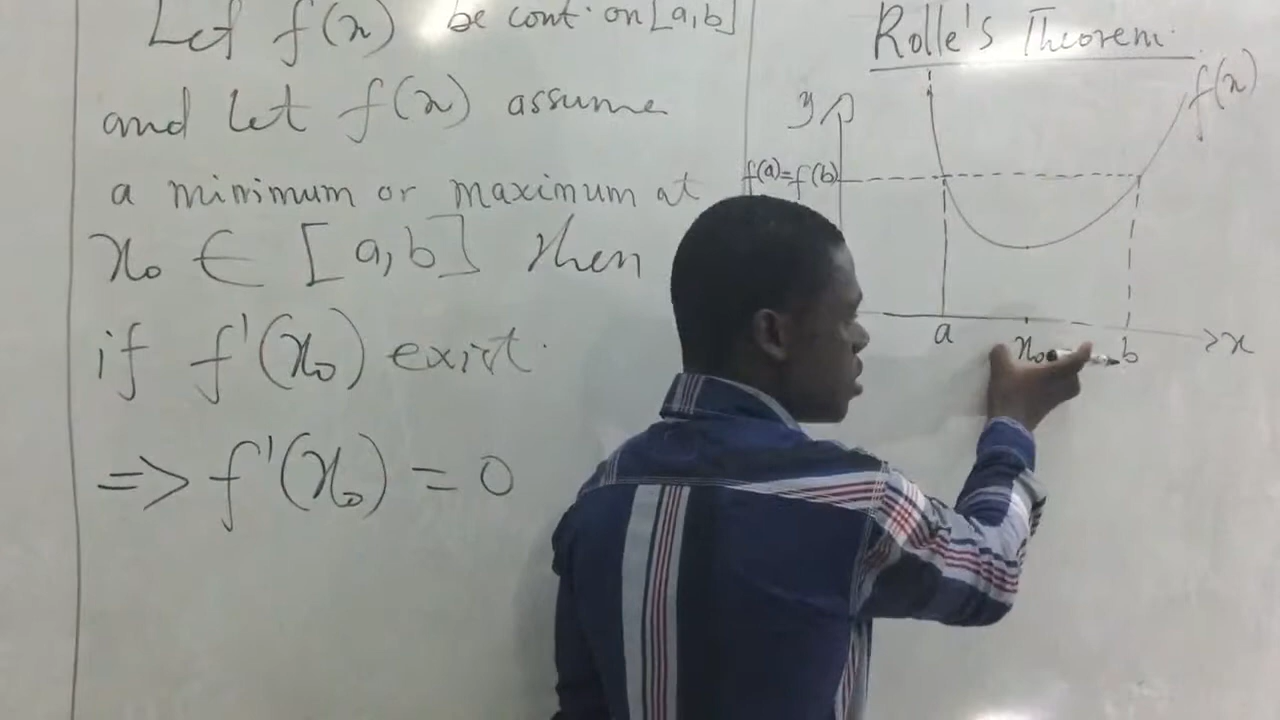 Let f(x) be cont. on [a,b]
and let f(x) assume
a minimum or maximum at
x₀ ∈ [a,b] then
if f'(x₀) exist.
=> f'(x₀) = 0
Rolle's Theorem.
f(x)
y
f(a)=f(b)
a x₀ b >x